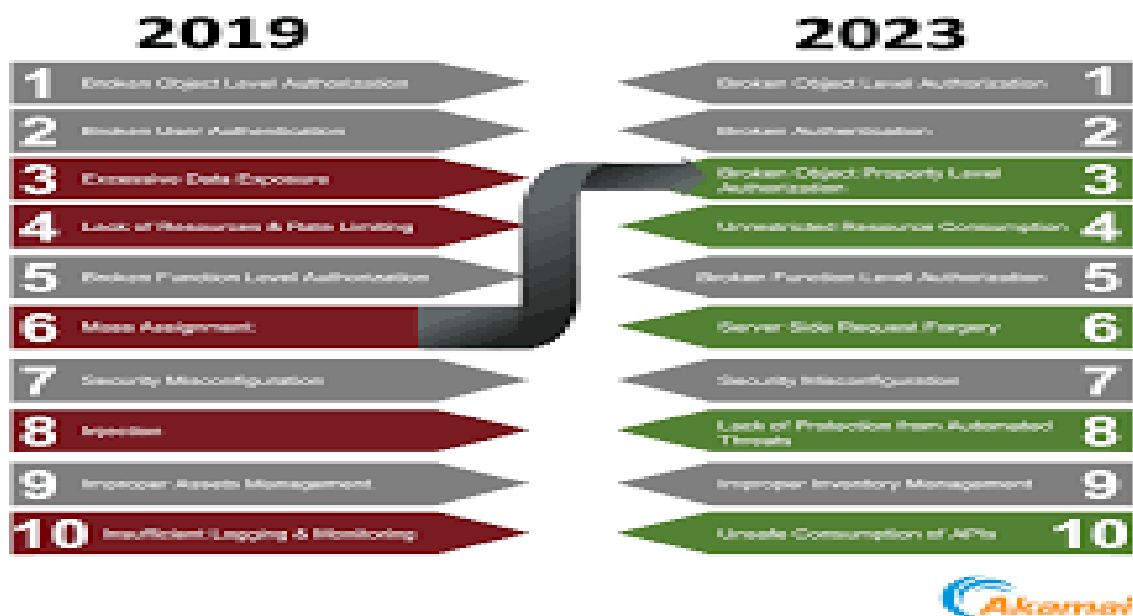 2019
2023
1 Broken Object Level Authorization
Broken Object Level Authorization 1
2 Broken User Authentication
Broken Authentication 2
3 Excessive Data Exposure
Broken Object Property Level
Authorization 3
4 Lack of Resources & Rate Limiting
Unrestricted Resource Consumption 4
5 Broken Function Level Authorization
Broken Function Level Authorization 5
6 Mass Assignment
Server Side Request Forgery 6
7 Security Misconfiguration
Security Misconfiguration 7
8 Injection
Lack of Protection from Automated
Threats 8
9 Improper Assets Management
Improper Inventory Management 9
10 Insufficient Logging & Monitoring
Unsafe Consumption of APIs 10
Akamai